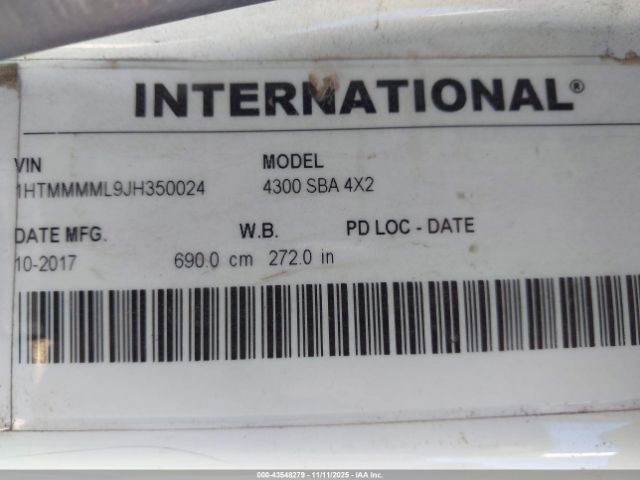 INTERNATIONAL®
VIN MODEL
1HTMMMML9JH350024 4300 SBA 4X2
DATE MFG. W.B. PD LOC - DATE
10-2017 690.0 cm 272.0 in
000-43548279 - 11/11/2025 - IAA Inc.